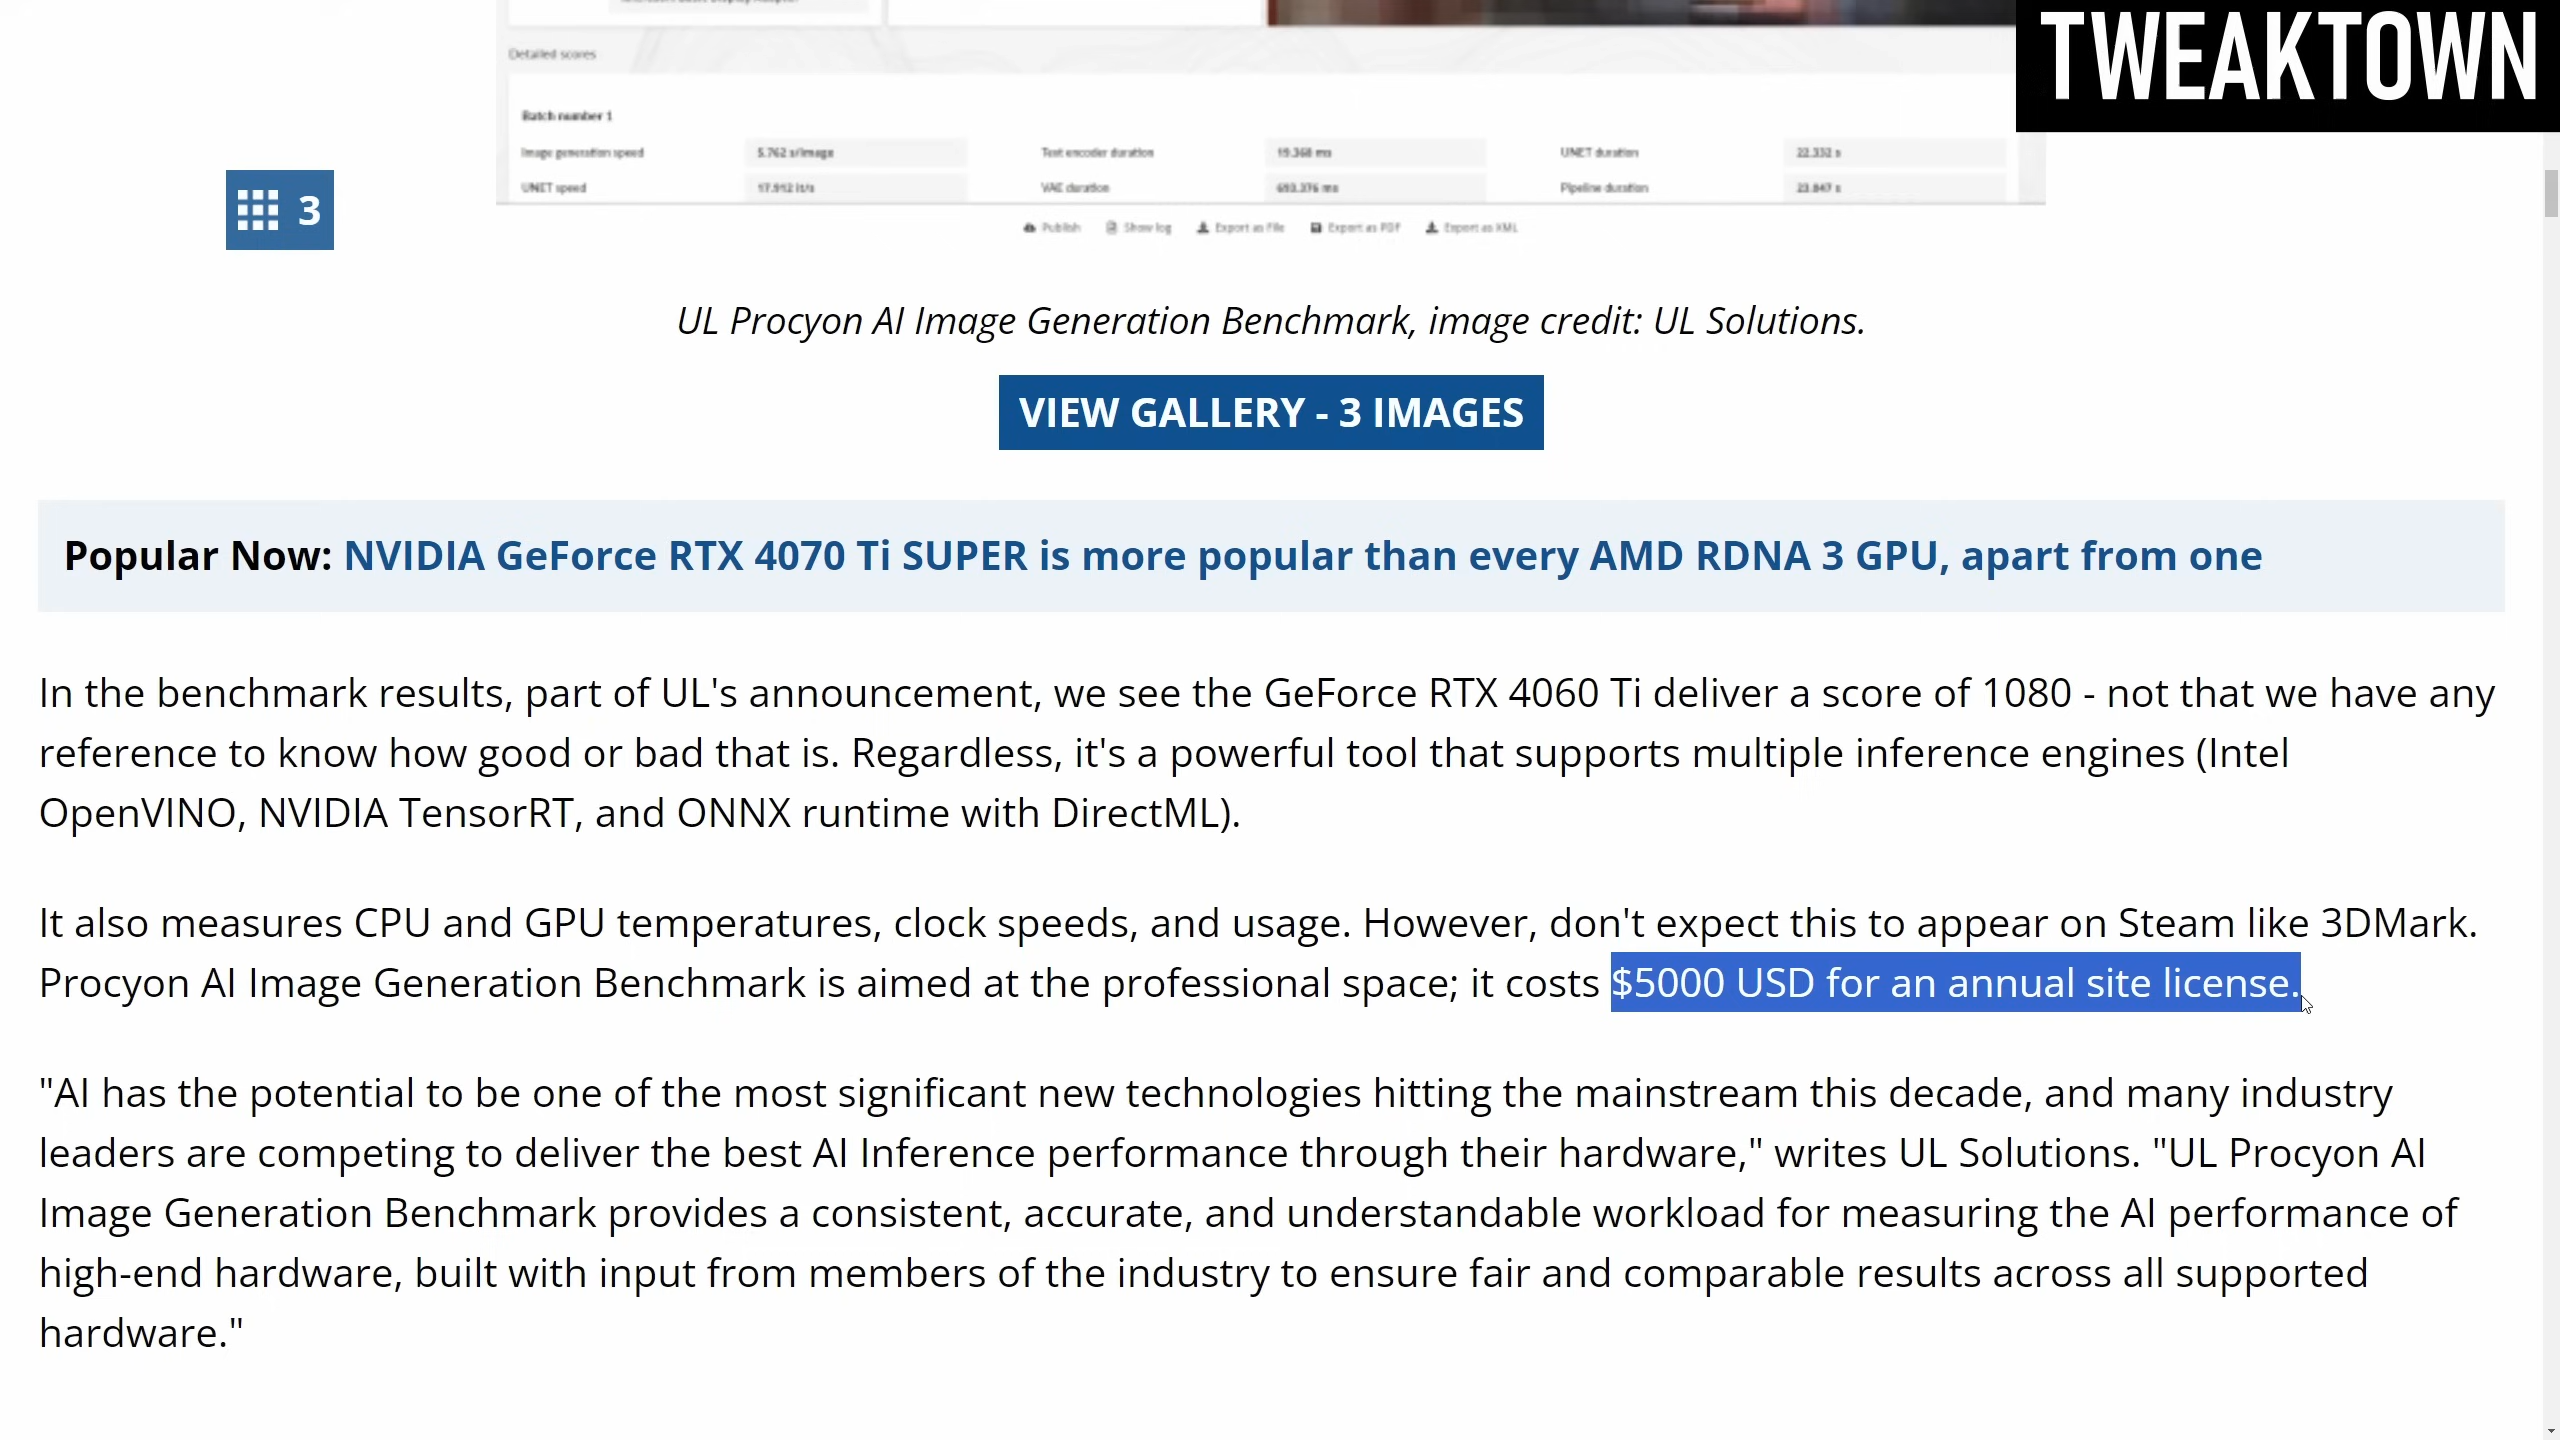 TWEAKTOWN
Detailed scores
Batch number 1
Image generation speed 5.762 s/image Text encoder duration 19.368 ms UNET duration 22.332 s
UNET speed 17.912 it/s VAE duration 693.376 ms Pipeline duration 23.047 s
Publish Show log Export as File Export as PDF Export as XML
3
UL Procyon AI Image Generation Benchmark, image credit: UL Solutions.
VIEW GALLERY - 3 IMAGES
Popular Now: NVIDIA GeForce RTX 4070 Ti SUPER is more popular than every AMD RDNA 3 GPU, apart from one
In the benchmark results, part of UL's announcement, we see the GeForce RTX 4060 Ti deliver a score of 1080 - not that we have any
reference to know how good or bad that is. Regardless, it's a powerful tool that supports multiple inference engines (Intel
OpenVINO, NVIDIA TensorRT, and ONNX runtime with DirectML).
It also measures CPU and GPU temperatures, clock speeds, and usage. However, don't expect this to appear on Steam like 3DMark.
Procyon AI Image Generation Benchmark is aimed at the professional space; it costs $5000 USD for an annual site license.
"AI has the potential to be one of the most significant new technologies hitting the mainstream this decade, and many industry
leaders are competing to deliver the best AI Inference performance through their hardware," writes UL Solutions. "UL Procyon AI
Image Generation Benchmark provides a consistent, accurate, and understandable workload for measuring the AI performance of
high-end hardware, built with input from members of the industry to ensure fair and comparable results across all supported
hardware."